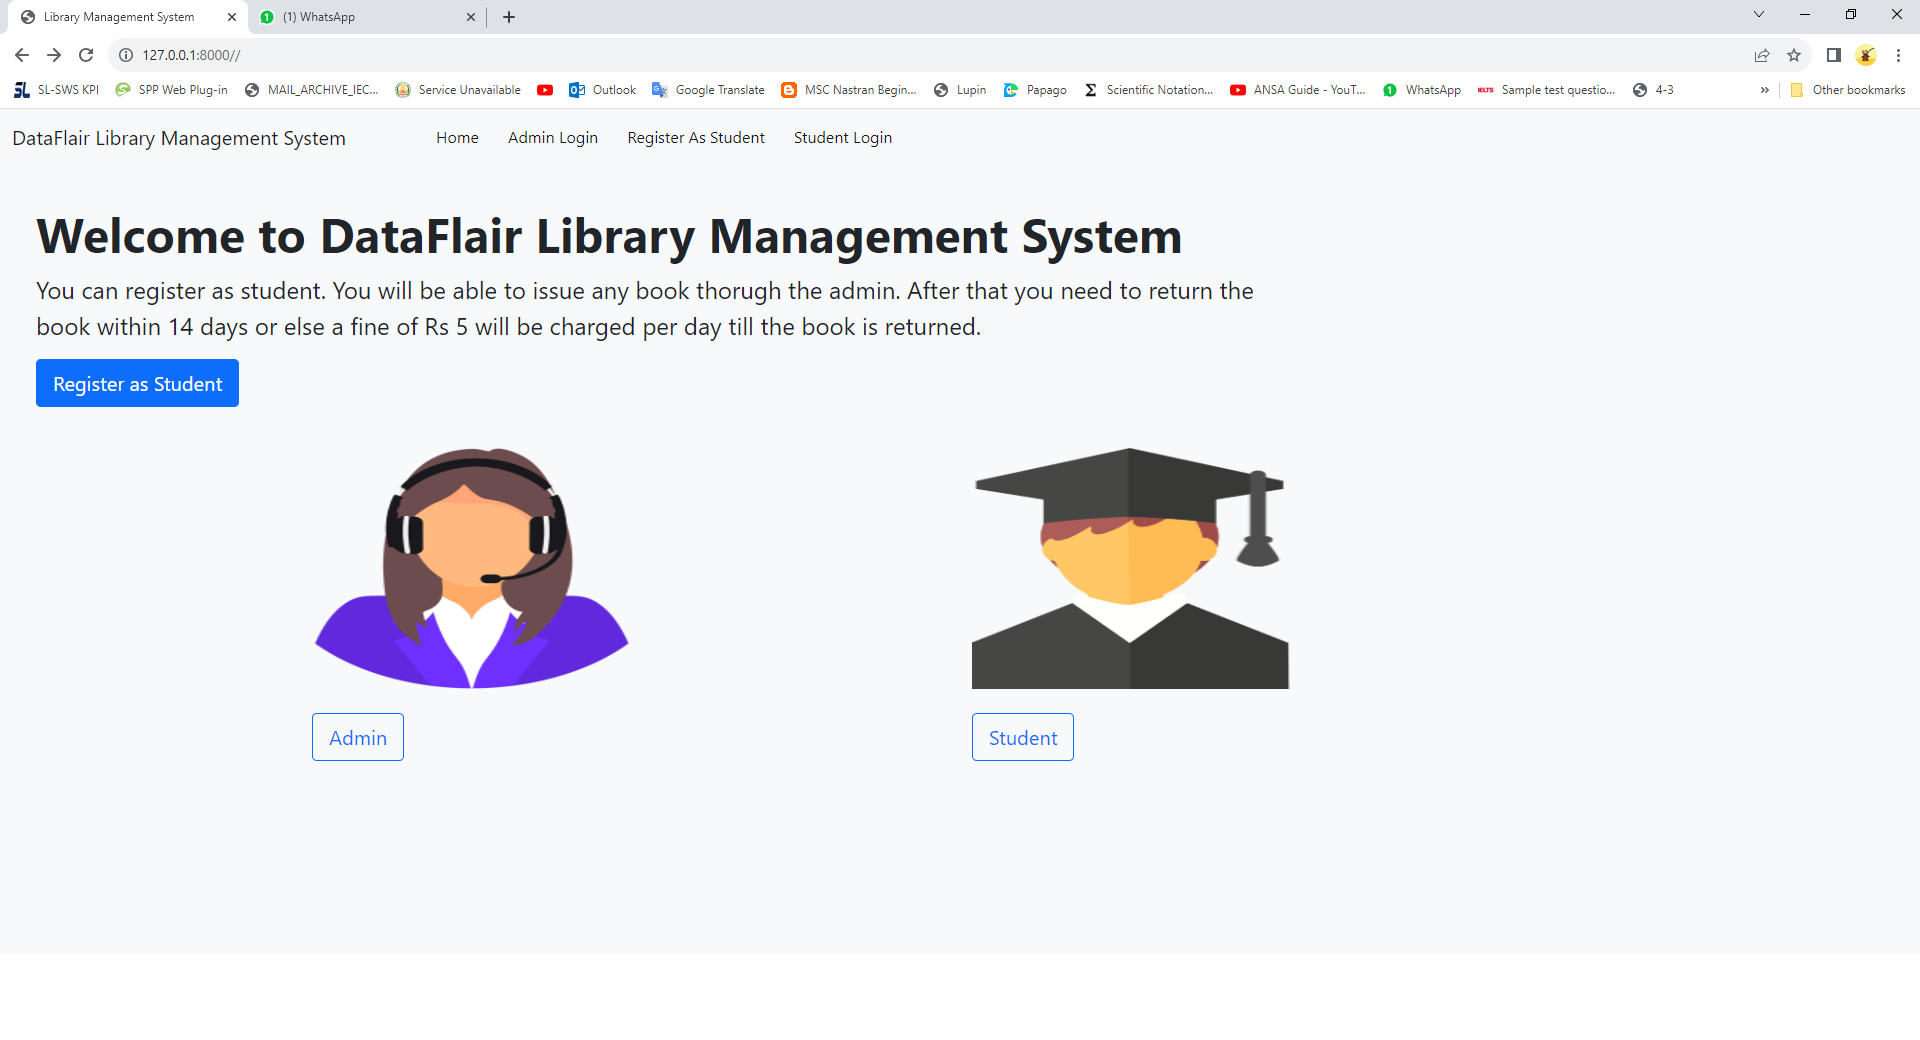 Library Management System
1 (1) WhatsApp
127.0.0.1:8000//
SL SL-SWS KPI SPP Web Plug-in MAIL_ARCHIVE_IEC... Service Unavailable Outlook Google Translate MSC Nastran Begin... Lupin Papago Σ Scientific Notation... ANSA Guide - YouT... 1 WhatsApp IELTS Sample test questio... 4-3 » Other bookmarks
DataFlair Library Management System Home Admin Login Register As Student Student Login
Welcome to DataFlair Library Management System
You can register as student. You will be able to issue any book thorugh the admin. After that you need to return the
book within 14 days or else a fine of Rs 5 will be charged per day till the book is returned.
Register as Student
Admin
Student